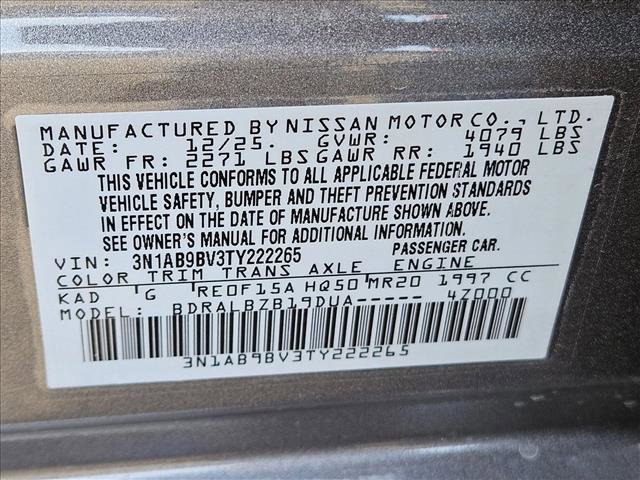 MANUFACTURED BY NISSAN MOTOR CO., LTD.
DATE: 12/25. GVWR: 4079 LBS
GAWR FR: 2271 LBS GAWR RR: 1940 LBS
THIS VEHICLE CONFORMS TO ALL APPLICABLE FEDERAL MOTOR
VEHICLE SAFETY, BUMPER AND THEFT PREVENTION STANDARDS
IN EFFECT ON THE DATE OF MANUFACTURE SHOWN ABOVE.
SEE OWNER'S MANUAL FOR ADDITIONAL INFORMATION.
VIN: 3N1AB9BV3TY222265 PASSENGER CAR.
COLOR TRIM TRANS AXLE ENGINE
KAD G RE0F15A HQ50 MR20 1997 CC
MODEL BDRALBZB19DUA----- 4Z000
3N1AB9BV3TY222265